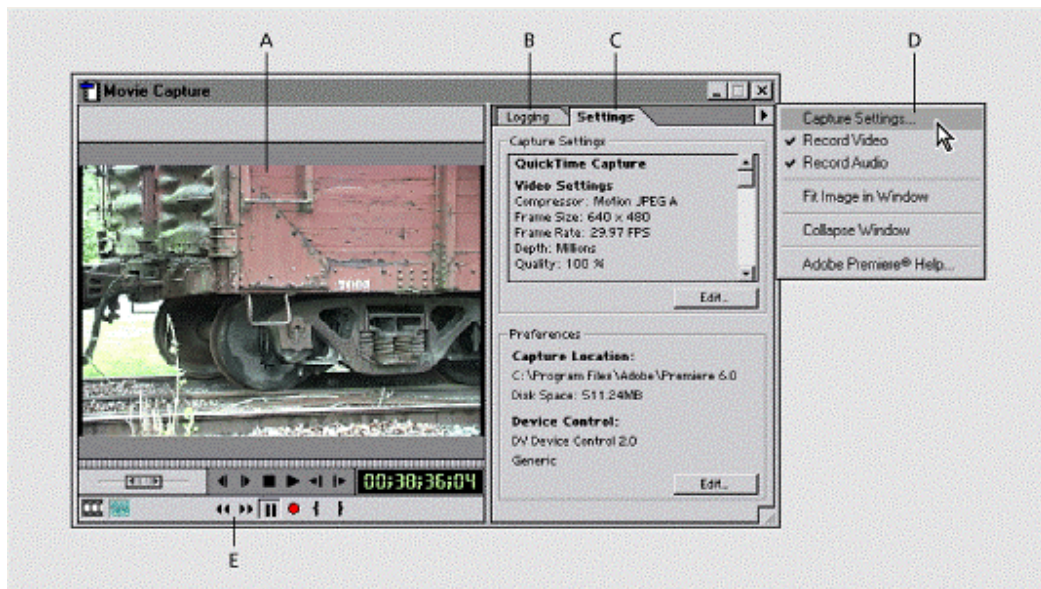 A
B
C
D
Movie Capture
Logging
Settings
Capture Settings
QuickTime Capture
Video Settings
Compressor: Motion JPEG A
Frame Size: 640 × 480
Frame Rate: 29.97 FPS
Depth: Millions
Quality: 100 %
Edit...
Preferences
Capture Location:
C:\Program Files\Adobe\Premiere 6.0
Disk Space: 511.24MB
Device Control:
DV Device Control 2.0
Generic
Edit...
Capture Settings...
Record Video
Record Audio
Fit Image in Window
Collapse Window
Adobe Premiere® Help...
00;38;36;04
E